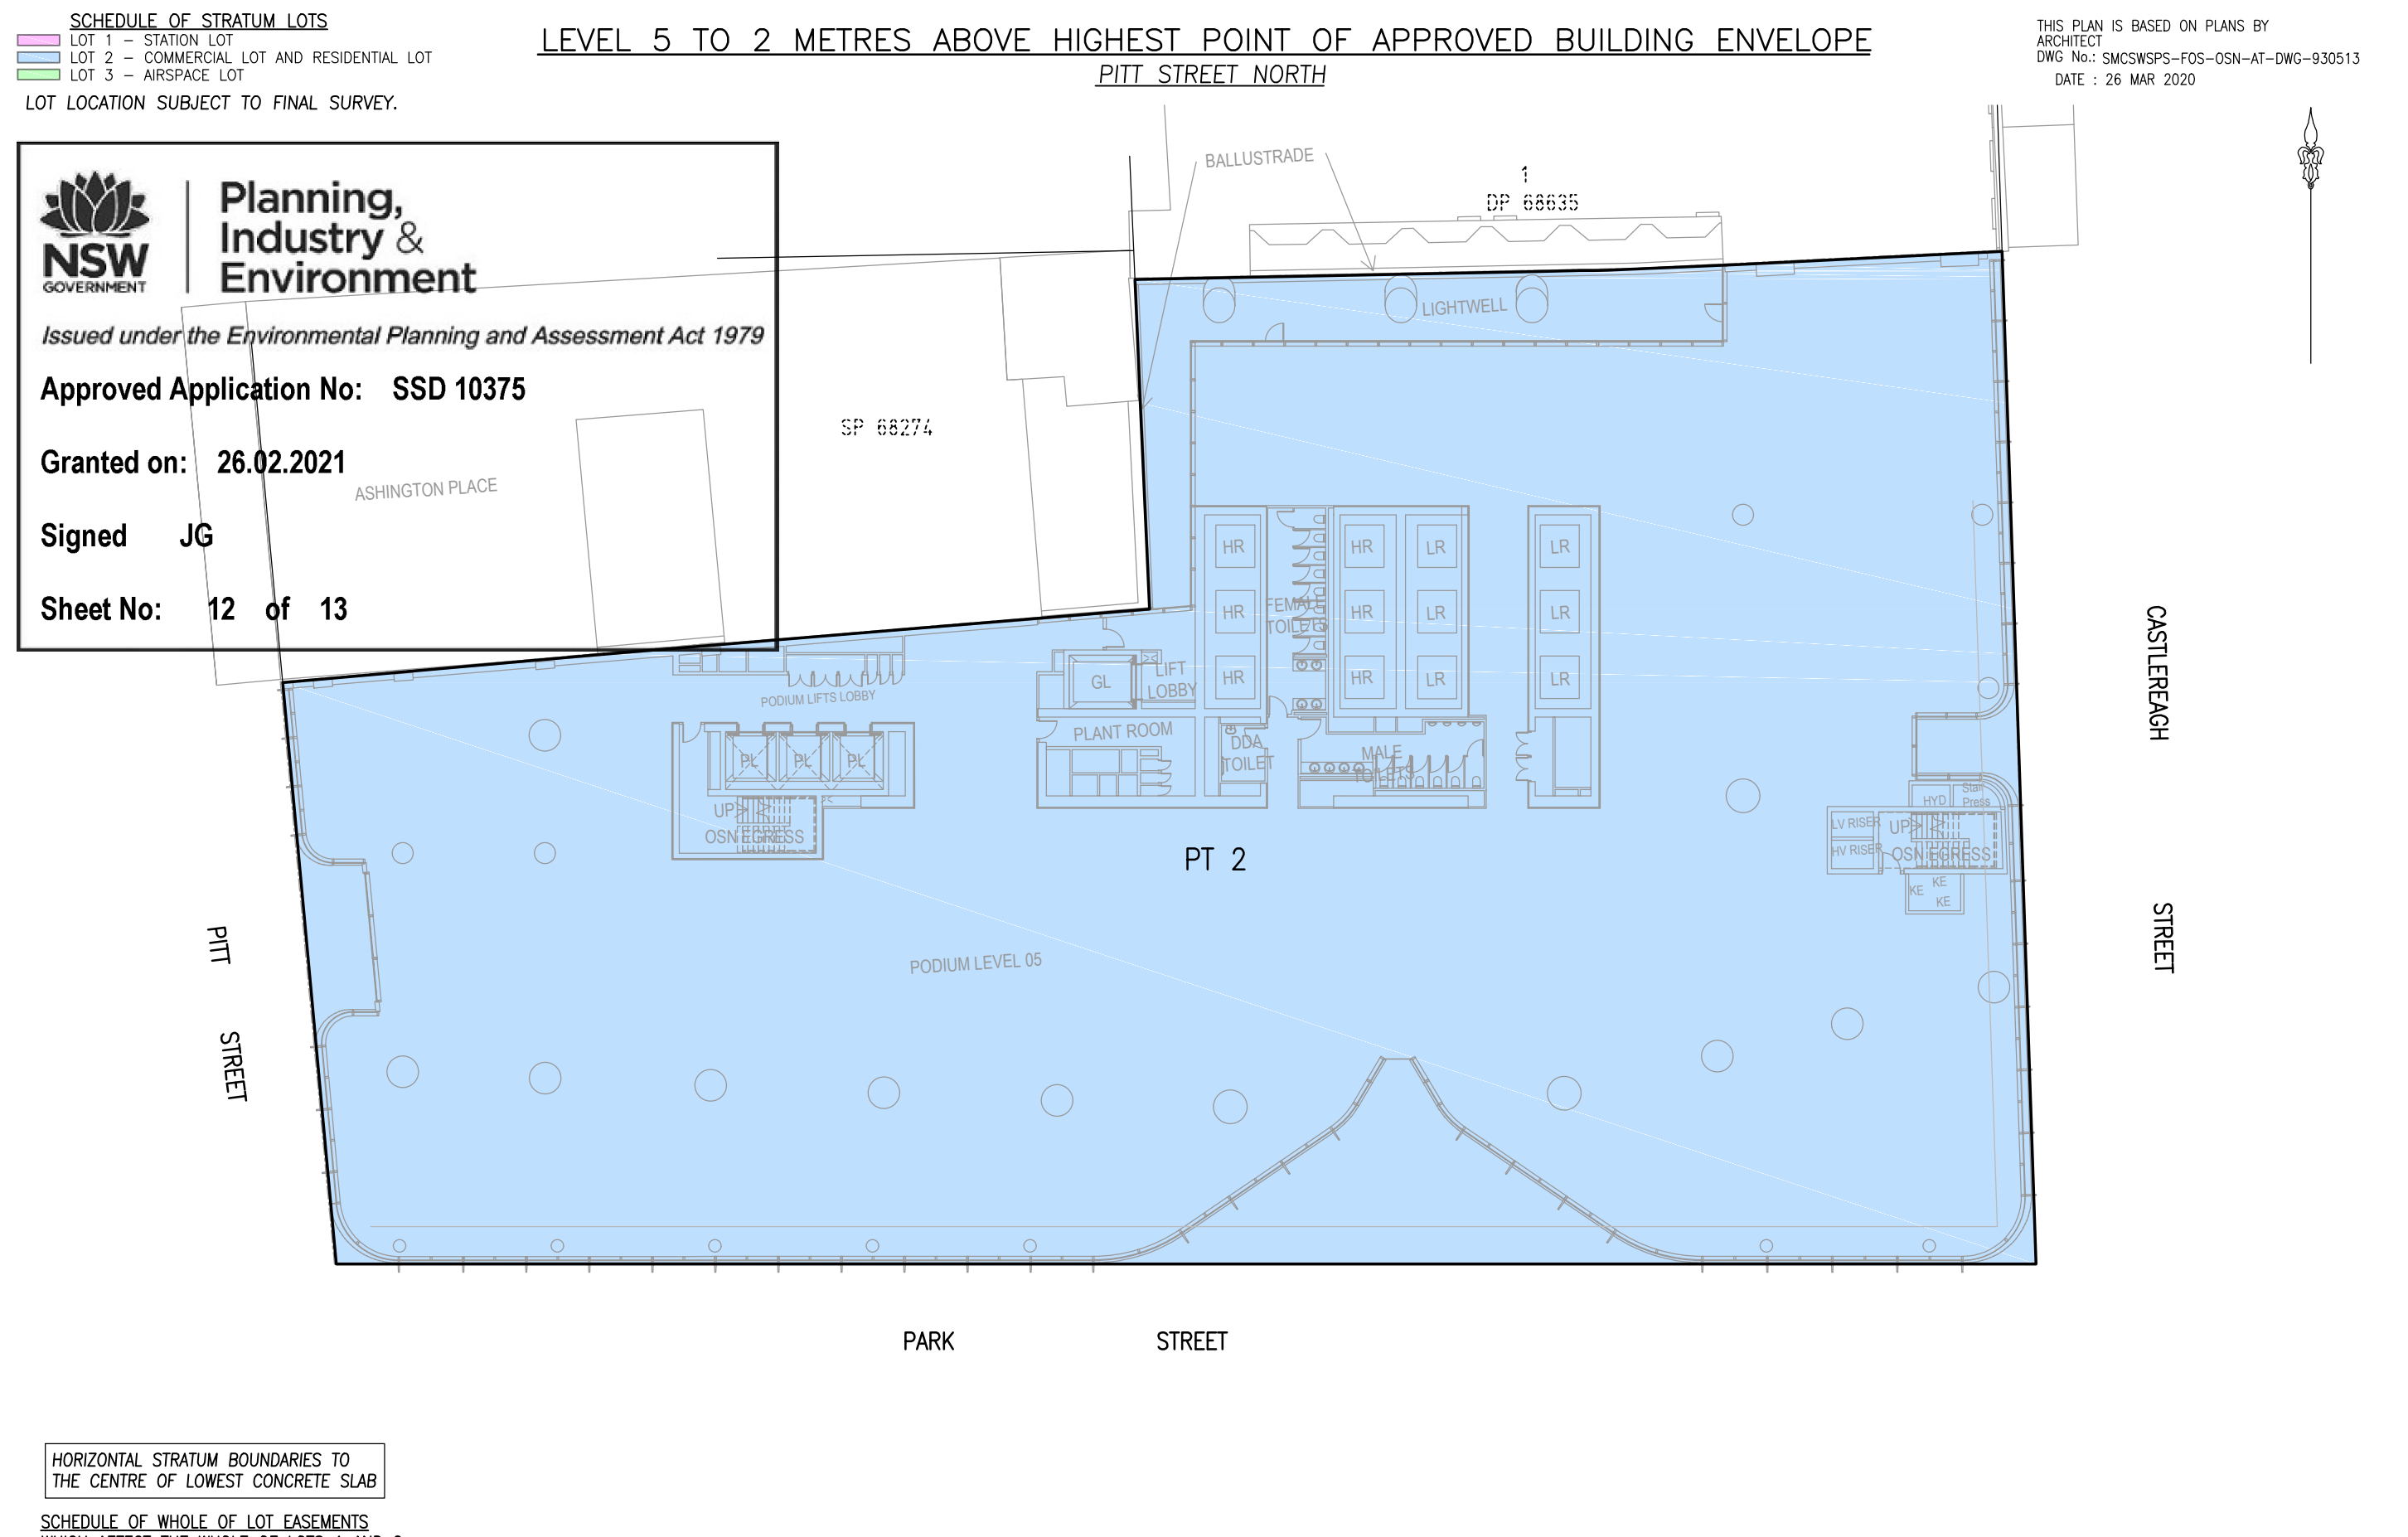 SCHEDULE OF STRATUM LOTS
LOT 1 – STATION LOT
LOT 2 – COMMERCIAL LOT AND RESIDENTIAL LOT
LOT 3 – AIRSPACE LOT
LOT LOCATION SUBJECT TO FINAL SURVEY.
LEVEL 5 TO 2 METRES ABOVE HIGHEST POINT OF APPROVED BUILDING ENVELOPE
PITT STREET NORTH
THIS PLAN IS BASED ON PLANS BY
ARCHITECT
DWG No.: SMCSWSPS-FOS-OSN-AT-DWG-930513
DATE : 26 MAR 2020
NSW
GOVERNMENT
Planning,
Industry &
Environment
Issued under the Environmental Planning and Assessment Act 1979
Approved Application No: SSD 10375
Granted on: 26.02.2021
Signed JG
Sheet No: 12 of 13
ASHINGTON PLACE
SP 68274
BALLUSTRADE
1
DP 68635
LIGHTWELL
HR
HR
LR
LR
HR
HR
LR
LR
HR
HR
LR
LR
FEMALE
TOILETS
GL
LIFT
LOBBY
PLANT ROOM
DDA
TOILET
MALE
TOILETS
PODIUM LIFTS LOBBY
PL
PL
PL
UP
OSN EGRESS
PT 2
PODIUM LEVEL 05
HYD
Stair
Press
LV RISER
HV RISER
UP
OSN EGRESS
KE
KE
KE
CASTLEREAGH
STREET
PITT
STREET
PARK STREET
HORIZONTAL STRATUM BOUNDARIES TO
THE CENTRE OF LOWEST CONCRETE SLAB
SCHEDULE OF WHOLE OF LOT EASEMENTS